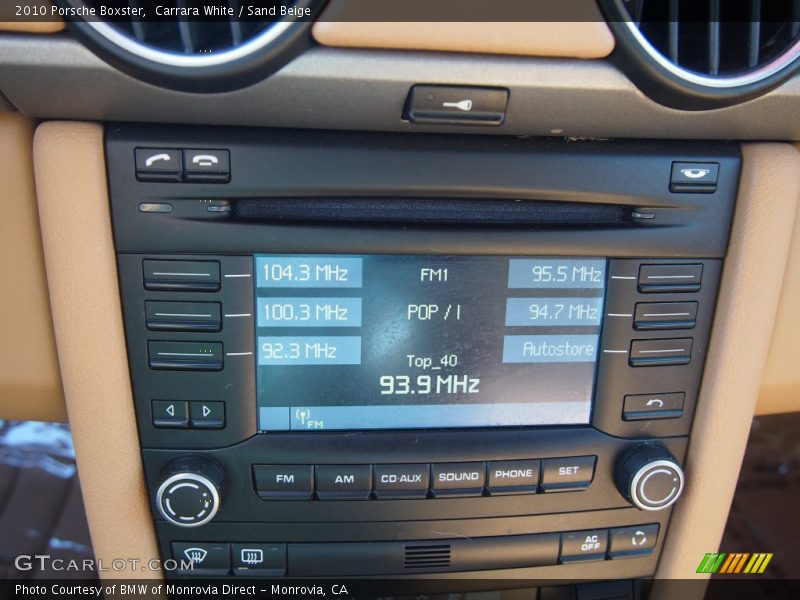 2010 Porsche Boxster, Carrara White / Sand Beige
104.3 MHz FM1 95.5 MHz
100.3 MHz POP / I 94.7 MHz
92.3 MHz Autostore
Top_40
93.9 MHz
FM
FM AM CD·AUX SOUND PHONE SET
AC
OFF
GTCARLOT.COM
Photo Courtesy of BMW of Monrovia Direct - Monrovia, CA